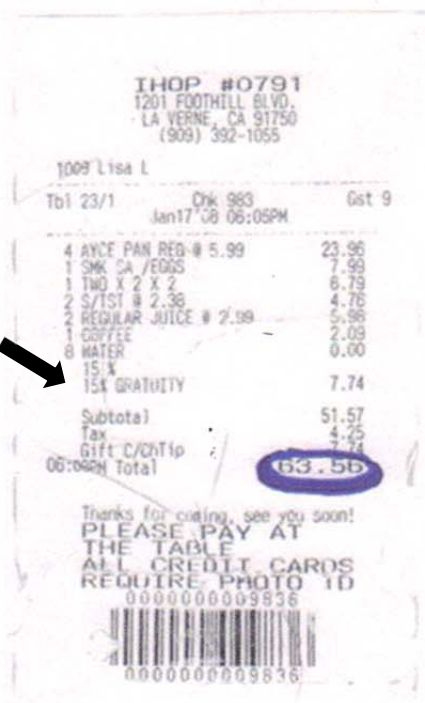 IHOP #0791
1201 FOOTHILL BLVD.
LA VERNE, CA 91750
(909) 392-1055
1009 Lisa L
Tbl 23/1 Chk 983 Gst 9
Jan17'08 06:05PM
4 AYCE PAN REG @ 5.99 23.96
1 SMK SA /EGGS 7.99
1 TWO X 2 X 2 6.79
2 S/TST @ 2.38 4.76
2 REGULAR JUICE @ 2.99 5.98
1 COFFEE 2.09
8 WATER 0.00
15 %
15% GRATUITY 7.74
Subtotal 51.57
Tax 4.25
Gift C/ChTip 7.74
Total 63.56
Thanks for coming, see you soon!
PLEASE PAY AT
THE TABLE
ALL CREDIT CARDS
REQUIRE PHOTO ID
0000000009836
0000000009836